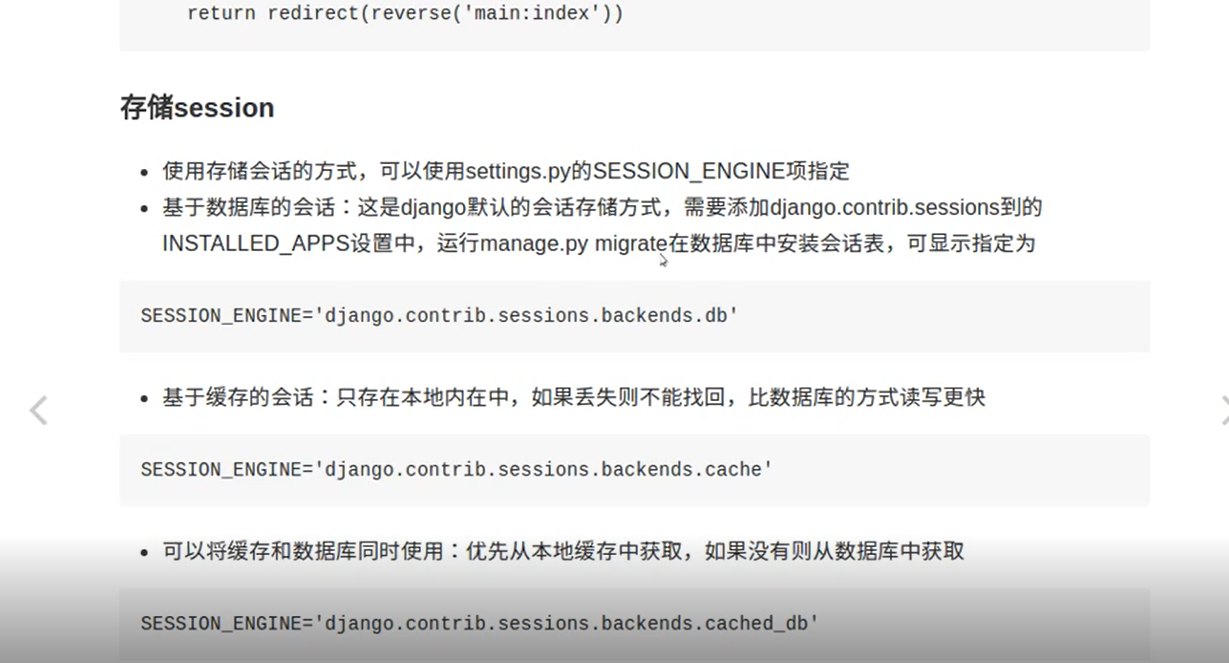 return redirect(reverse('main:index'))
存储session
使用存储会话的方式，可以使用settings.py的SESSION_ENGINE项指定
基于数据库的会话：这是django默认的会话存储方式，需要添加django.contrib.sessions到的
INSTALLED_APPS设置中，运行manage.py migrate在数据库中安装会话表，可显示指定为
SESSION_ENGINE='django.contrib.sessions.backends.db'
基于缓存的会话：只存在本地内在中，如果丢失则不能找回，比数据库的方式读写更快
SESSION_ENGINE='django.contrib.sessions.backends.cache'
可以将缓存和数据库同时使用：优先从本地缓存中获取，如果没有则从数据库中获取
SESSION_ENGINE='django.contrib.sessions.backends.cached_db'